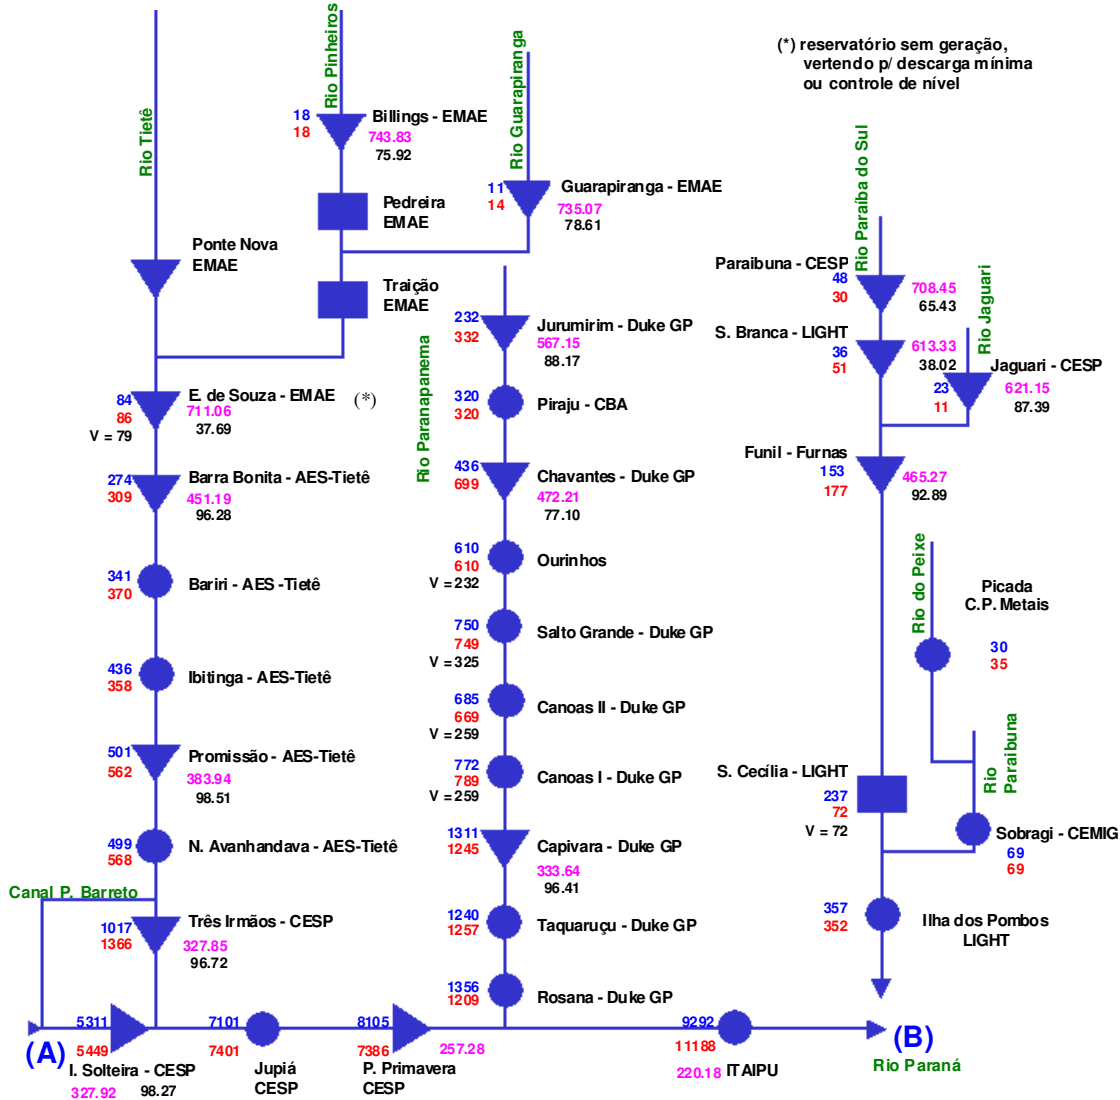 (*) reservatório sem geração,
vertendo p/ descarga mínima
ou controle de nível
Rio Tietê
Rio Pinheiros
Rio Guarapiranga
18
18
Billings - EMAE
743.83
75.92
Pedreira
EMAE
11
14
Guarapiranga - EMAE
735.07
78.61
Ponte Nova
EMAE
Traição
EMAE
84
86
V = 79
E. de Souza - EMAE (*)
711.06
37.69
274
309
Barra Bonita - AES-Tietê
451.19
96.28
341
370
Bariri - AES -Tietê
436
358
Ibitinga - AES-Tietê
501
562
Promissão - AES-Tietê
383.94
98.51
499
568
N. Avanhandava - AES-Tietê
Canal P. Barreto
1017
1366
Três Irmãos - CESP
327.85
96.72
Rio Paranapanema
232
332
Jurumirim - Duke GP
567.15
88.17
320
320
Piraju - CBA
436
699
Chavantes - Duke GP
472.21
77.10
610
610
V = 232
Ourinhos
750
749
V = 325
Salto Grande - Duke GP
685
669
V = 259
Canoas II - Duke GP
772
789
V = 259
Canoas I - Duke GP
1311
1245
Capivara - Duke GP
333.64
96.41
1240
1257
Taquaruçu - Duke GP
1356
1209
Rosana - Duke GP
Rio Paraíba do Sul
Paraibuna - CESP
48
30
708.45
65.43
S. Branca - LIGHT
36
51
613.33
38.02
Rio Jaguari
Jaguari - CESP
23
11
621.15
87.39
Funil - Furnas
153
177
465.27
92.89
Rio do Peixe
Picada
C.P. Metais
30
35
S. Cecília - LIGHT
237
72
V = 72
Rio
Paraibuna
Sobragi - CEMIG
69
69
357
352
Ilha dos Pombos
LIGHT
(A)
5311
5449
I. Solteira - CESP
327.92
98.27
7101
7401
Jupiá
CESP
8105
7386
257.28
P. Primavera
CESP
9292
11188
220.18 ITAIPU
(B)
Rio Paraná